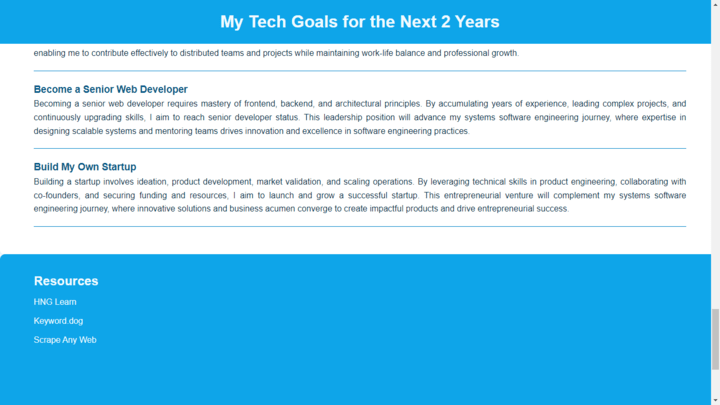 My Tech Goals for the Next 2 Years
enabling me to contribute effectively to distributed teams and projects while maintaining work-life balance and professional growth.
Become a Senior Web Developer
Becoming a senior web developer requires mastery of frontend, backend, and architectural principles. By accumulating years of experience, leading complex projects, and
continuously upgrading skills, I aim to reach senior developer status. This leadership position will advance my systems software engineering journey, where expertise in
designing scalable systems and mentoring teams drives innovation and excellence in software engineering practices.
Build My Own Startup
Building a startup involves ideation, product development, market validation, and scaling operations. By leveraging technical skills in product engineering, collaborating with
co-founders, and securing funding and resources, I aim to launch and grow a successful startup. This entrepreneurial venture will complement my systems software
engineering journey, where innovative solutions and business acumen converge to create impactful products and drive entrepreneurial success.
Resources
HNG Learn
Keyword.dog
Scrape Any Web